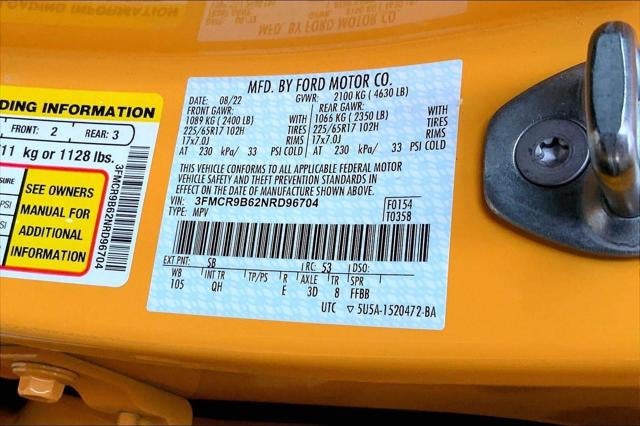 DING INFORMATION
FRONT: 2 REAR: 3
11 kg or 1128 lbs.
SURE
PSI
PSI
SEE OWNERS
MANUAL FOR
ADDITIONAL
INFORMATION
3FMCR9B62NRD96704
MFD. BY FORD MOTOR CO.
DATE: 08/22 GVWR: 2100 KG ( 4630 LB)
FRONT GAWR: REAR GAWR:
1089 KG ( 2400 LB) WITH 1066 KG ( 2350 LB) WITH
225/65R17 102H TIRES 225/65R17 102H TIRES
17x7.0J RIMS 17x7.0J RIMS
AT 230 kPa/ 33 PSI COLD AT 230 kPa/ 33 PSI COLD
THIS VEHICLE CONFORMS TO ALL APPLICABLE FEDERAL MOTOR
VEHICLE SAFETY AND THEFT PREVENTION STANDARDS IN
EFFECT ON THE DATE OF MANUFACTURE SHOWN ABOVE.
VIN: 3FMCR9B62NRD96704 F0154
TYPE: MPV T0358
EXT PNT: SB RC: 53 DSO:
WB INT TR TP/PS R AXLE TR SPR
105 QH E 3D 8 FFBB
UTC ▽ 5U5A-1520472-BA